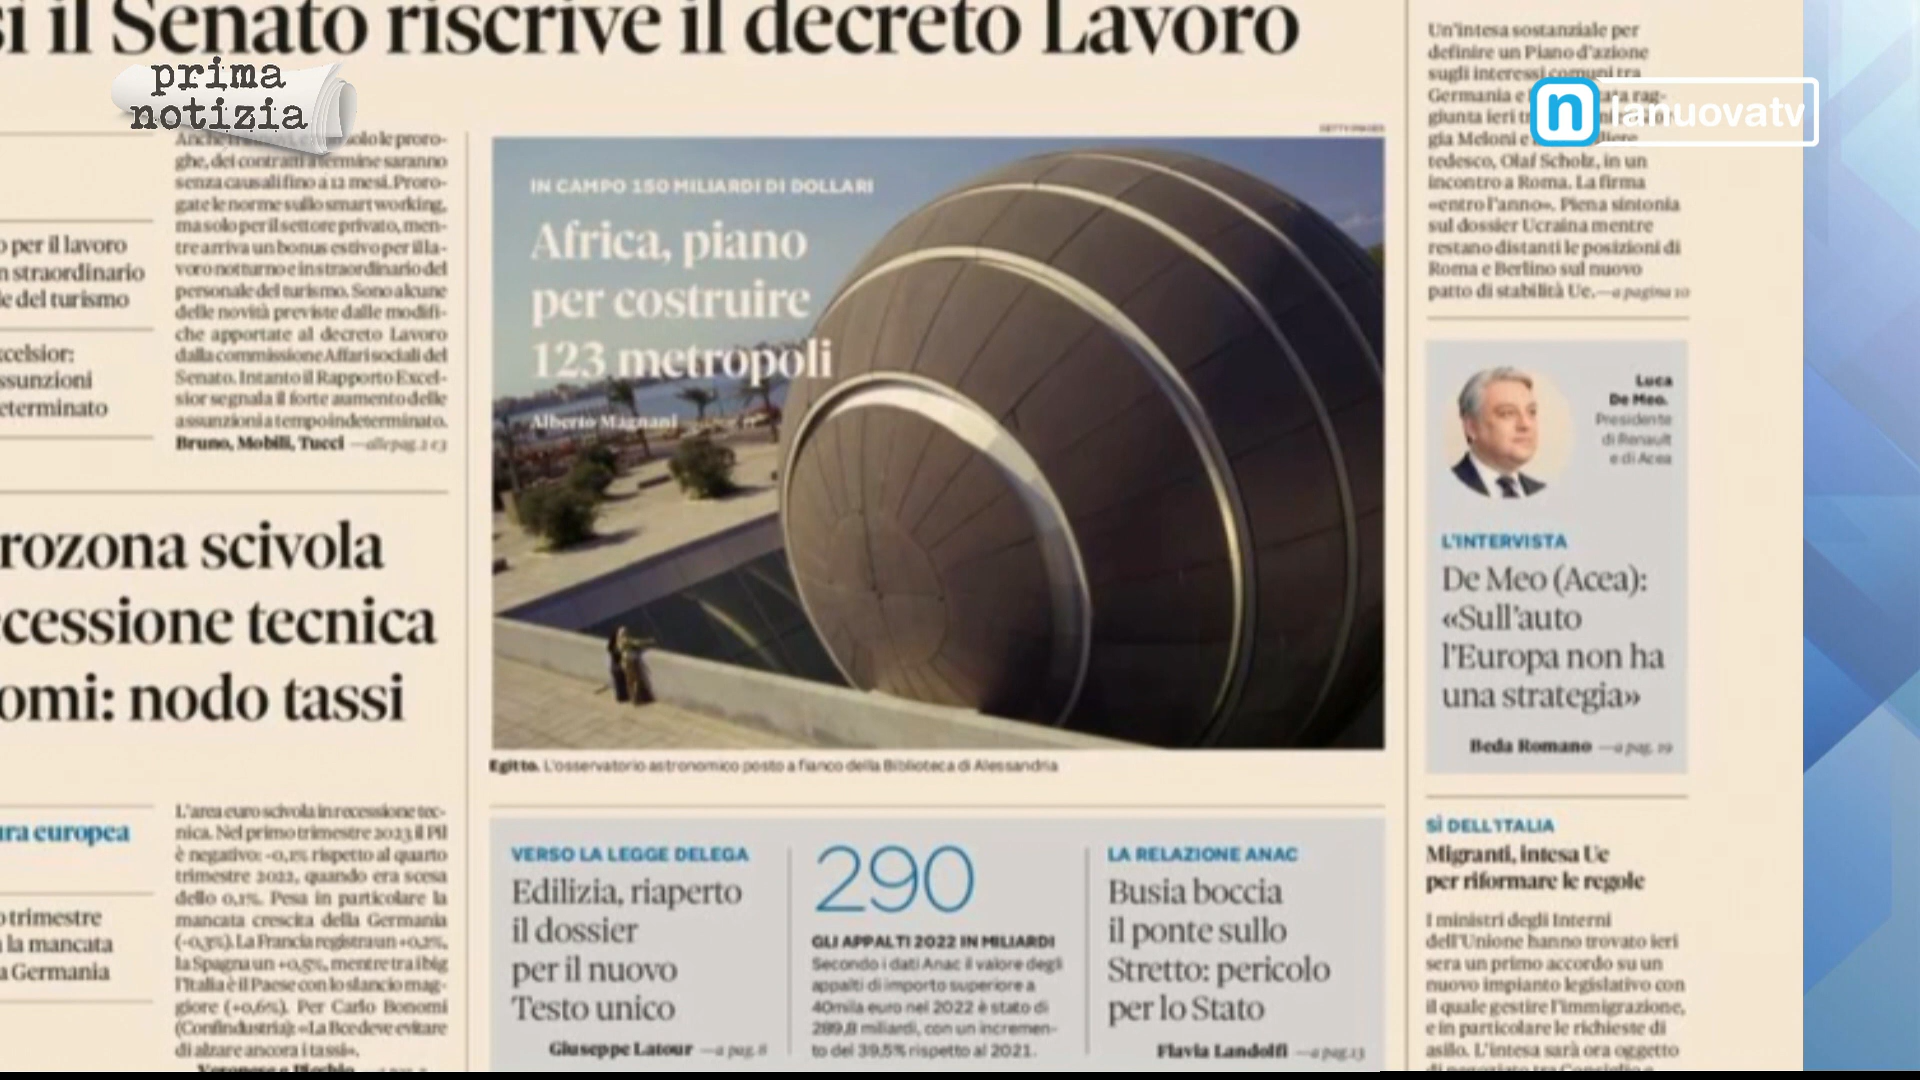 sì il Senato riscrive il decreto Lavoro
prima
notizia
lanuovatv
per il lavoro
straordinario
del turismo
assunzioni
ghe, dei contratti a termine saranno
senza causali fino a 12 mesi. Proro-
gate le norme sullo smart working,
ma solo per il settore privato, men-
tre arriva un bonus estivo per il la-
voro notturno e in straordinario del
personale del turismo. Sono alcune
delle novità previste dalle modifi-
che apportate al decreto Lavoro
dalla commissione Affari sociali del
Senato. Intanto il Rapporto Excel-
sior segnala il forte aumento delle
assunzioni a tempo indeterminato.
Bruno, Mobili, Tucci —alle pag. 2 e 3
rozona scivola
cessione tecnica
omi: nodo tassi
ra europea
trimestre
la mancata
Germania
L'area euro scivola in recessione tec-
nica. Nel primo trimestre 2023 il Pil
è negativo: -0,1% rispetto al quarto
trimestre 2022, quando era scesa
dello 0,1%. Pesa in particolare la
mancata crescita della Germania
(-0,3%). La Francia registra un +0,2%,
la Spagna un +0,5%, mentre tra i big
l'Italia è il Paese con lo slancio mag-
giore (+0,6%). Per Carlo Bonomi
(Confindustria): «La Bce deve evitare
di alzare ancora i tassi».
GETTY IMAGES
IN CAMPO 150 MILIARDI DI DOLLARI
Africa, piano
per costruire
123 metropoli
Alberto Magnani
Egitto. L'osservatorio astronomico posto a fianco della Biblioteca di Alessandria
VERSO LA LEGGE DELEGA
Edilizia, riaperto
il dossier
per il nuovo
Testo unico
Giuseppe Latour —a pag. 8
290
GLI APPALTI 2022 IN MILIARDI
Secondo i dati Anac il valore degli
appalti di importo superiore a
40mila euro nel 2022 è stato di
289,8 miliardi, con un incremen-
to del 39,5% rispetto al 2021.
LA RELAZIONE ANAC
Busia boccia
il ponte sullo
Stretto: pericolo
per lo Stato
Flavia Landolfi —a pag. 13
Un'intesa sostanziale per
definire un Piano d'azione
sugli interessi comuni tra
Germania e
giunta ieri
gia Meloni e
tedesco, Olaf Scholz, in un
incontro a Roma. La firma
«entro l'anno». Piena sintonia
sul dossier Ucraina mentre
restano distanti le posizioni di
Roma e Berlino sul nuovo
patto di stabilità Ue. —a pagina 10
Luca
De Meo.
Presidente
di Renault
e di Acea
L'INTERVISTA
De Meo (Acea):
«Sull'auto
l'Europa non ha
una strategia»
Beda Romano —a pag. 19
SÌ DELL'ITALIA
Migranti, intesa Ue
per riformare le regole
I ministri degli Interni
dell'Unione hanno trovato ieri
sera un primo accordo su un
nuovo impianto legislativo con
il quale gestire l'immigrazione,
e in particolare le richieste di
asilo. L'intesa sarà ora oggetto